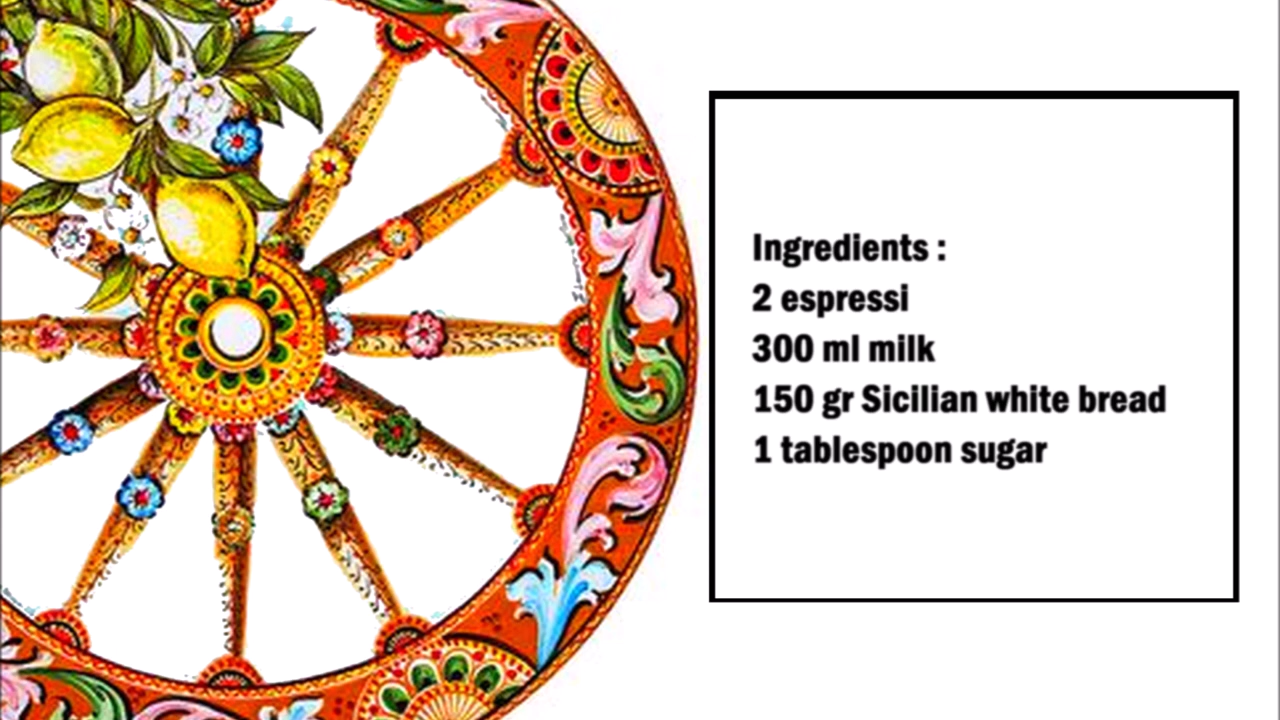 Ingredients :
2 espressi
300 ml milk
150 gr Sicilian white bread
1 tablespoon sugar